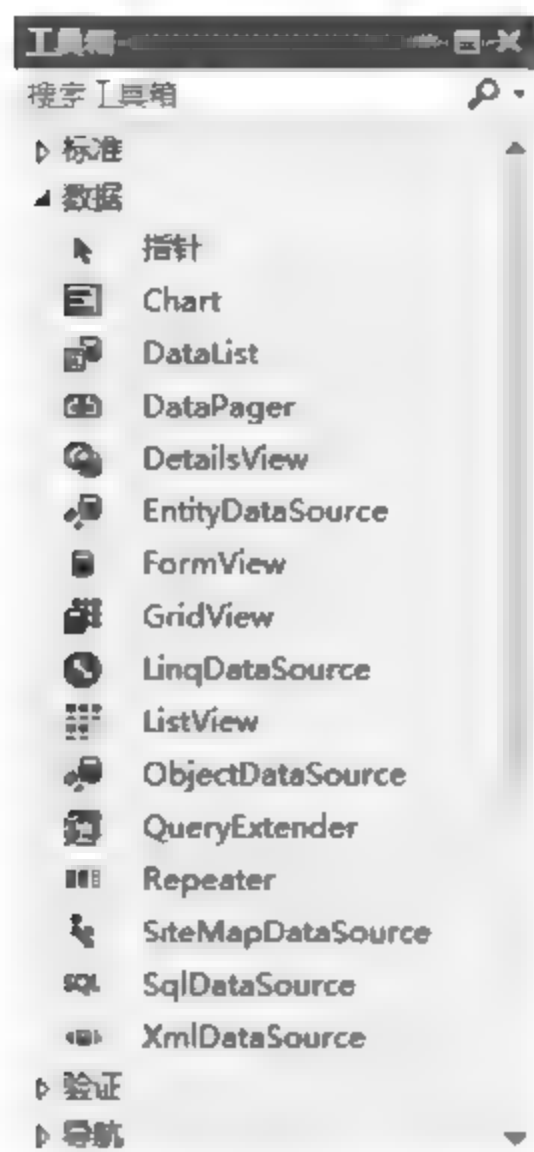 工具箱
搜索工具箱
标准
数据
指针
Chart
DataList
DataPager
DetailsView
EntityDataSource
FormView
GridView
LinqDataSource
ListView
ObjectDataSource
QueryExtender
Repeater
SiteMapDataSource
SQL SqlDataSource
XmlDataSource
验证
导航